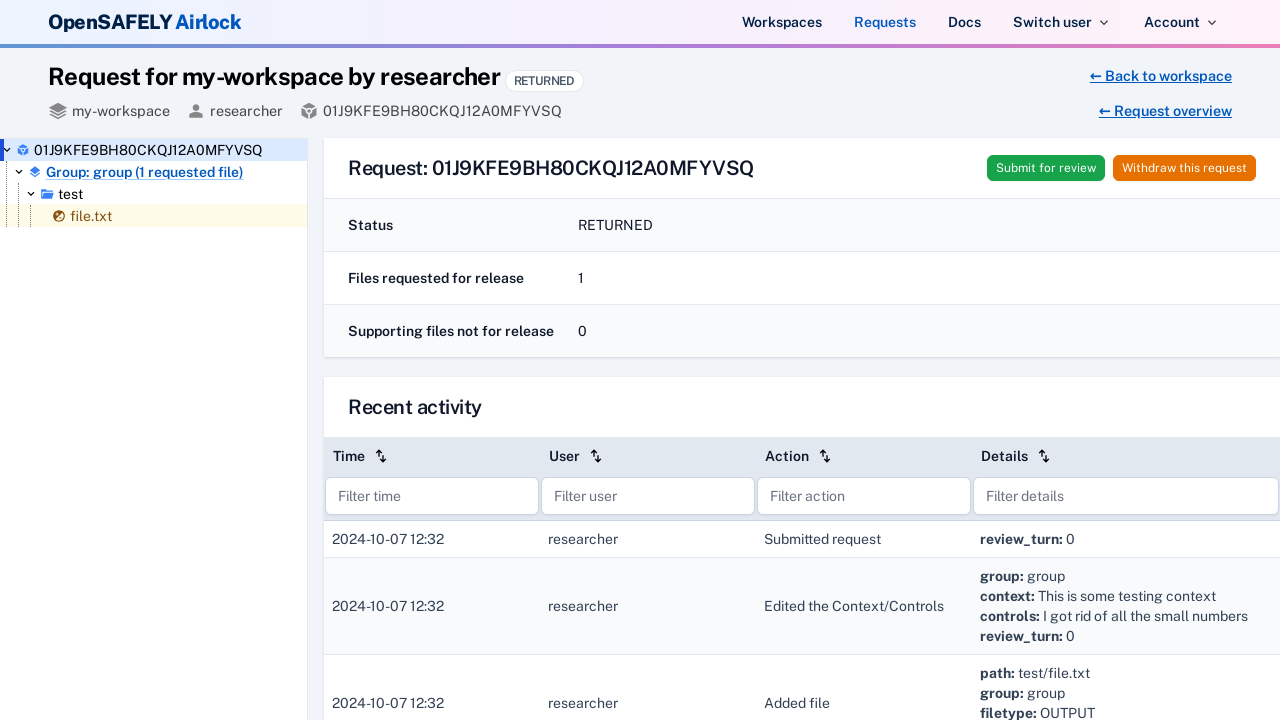 OpenSAFELY Airlock
Workspaces Requests Docs Switch user Account
Request for my-workspace by researcher RETURNED
← Back to workspace
my-workspace researcher 01J9KFE9BH80CKQJ12A0MFYVSQ
← Request overview
01J9KFE9BH80CKQJ12A0MFYVSQ
Group: group (1 requested file)
test
file.txt
Request: 01J9KFE9BH80CKQJ12A0MFYVSQ
Submit for review Withdraw this request
Status RETURNED
Files requested for release 1
Supporting files not for release 0
Recent activity
Time User Action Details
Filter time Filter user Filter action Filter details
2024-10-07 12:32 researcher Submitted request review_turn: 0
2024-10-07 12:32 researcher Edited the Context/Controls group: group
context: This is some testing context
controls: I got rid of all the small numbers
review_turn: 0
2024-10-07 12:32 researcher Added file path: test/file.txt
group: group
filetype: OUTPUT